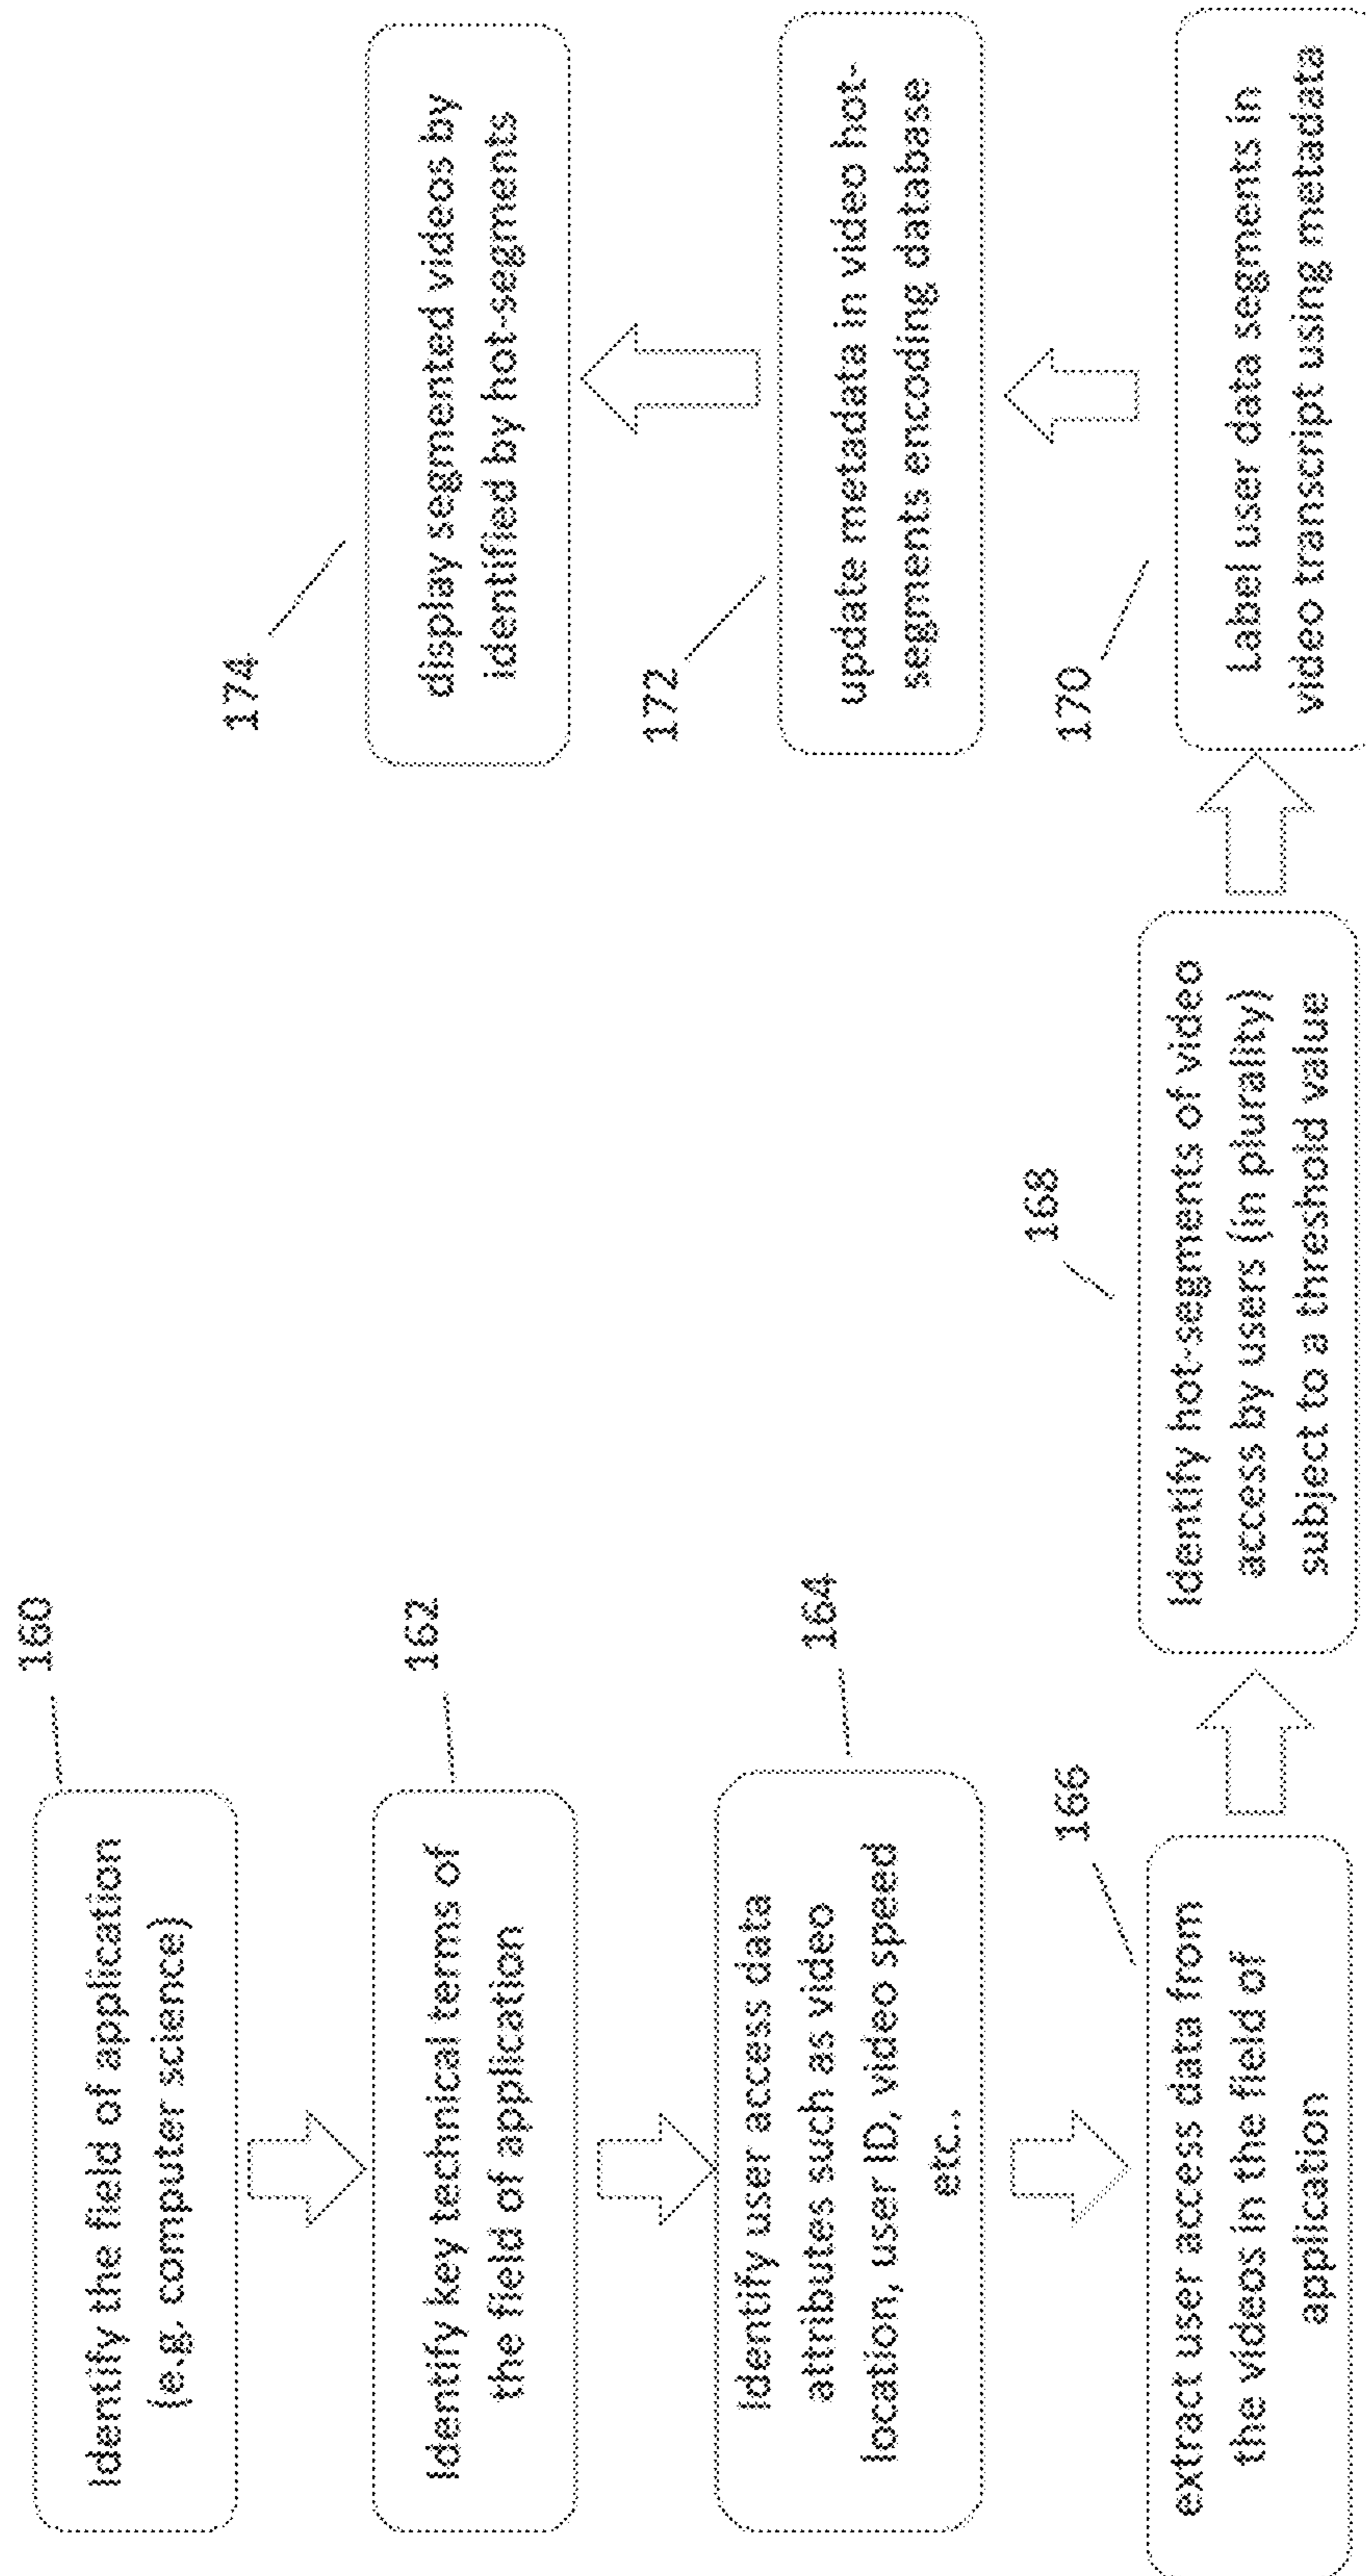 160
Identify the field of application
(e.g, computer science)
162
Identify key technical terms of
the field of application
164
Identify user access data
attributes such as video
location, user ID, video speed
etc..
166
extract user access data from
the videos in the field of
application
168
Identify hot-segments of video
access by users (in plurality)
subject to a threshold value
170
Label user data segments in
video transcript using metadata
172
update metadata in video hot-
segments encoding database
174
display segmented videos by
identified by hot-segments